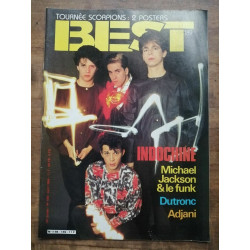 TOURNÉE SCORPIONS : 2 POSTERS
BEST
INDOCHINE
Michael
Jackson
& le funk
Dutronc
Adjani